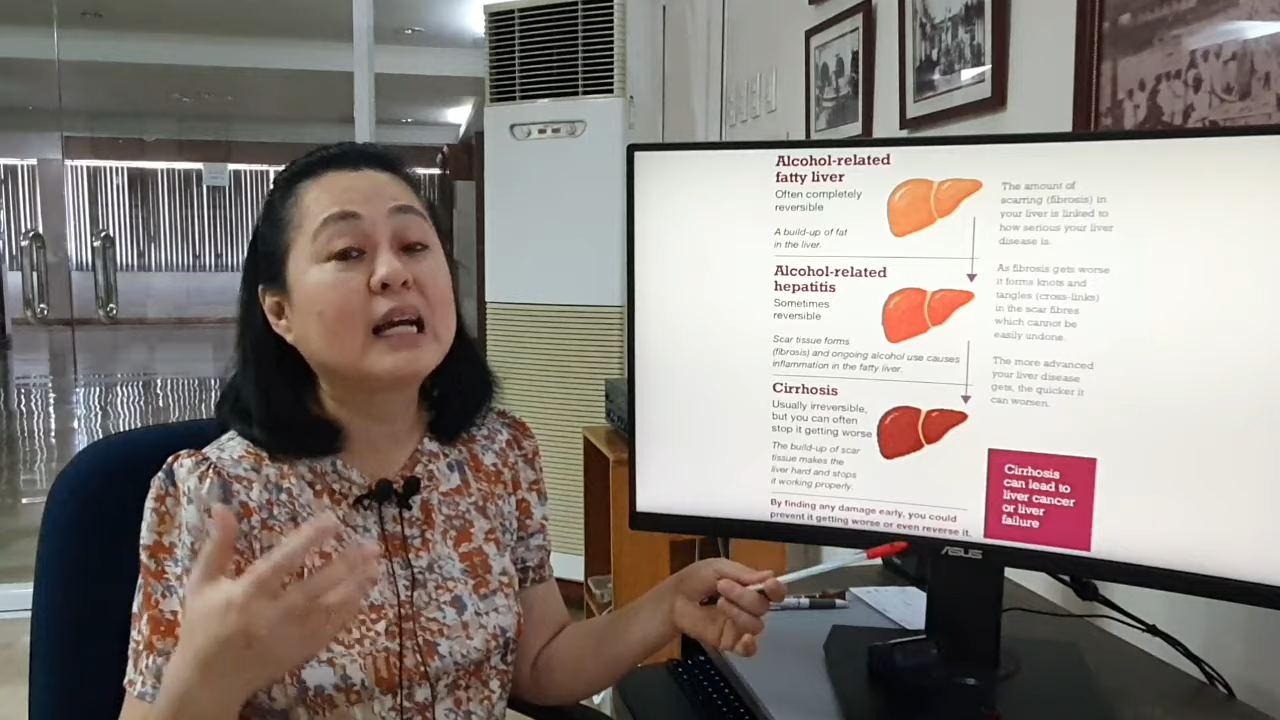 Alcohol-related
fatty liver
Often completely
reversible
A build-up of fat
in the liver.
Alcohol-related
hepatitis
Sometimes
reversible
Scar tissue forms
(fibrosis) and ongoing alcohol use causes
inflammation in the fatty liver.
Cirrhosis
Usually irreversible,
but you can often
stop it getting worse
The build-up of scar
tissue makes the
liver hard and stops
it working properly.
By finding any damage early, you could
prevent it getting worse or even reverse it.
The amount of
scarring (fibrosis) in
your liver is linked to
how serious your liver
disease is.
As fibrosis gets worse
it forms knots and
tangles (cross-links)
in the scar fibres
which cannot be
easily undone.
The more advanced
your liver disease
gets, the quicker it
can worsen.
Cirrhosis
can lead to
liver cancer
or liver
failure
ASUS